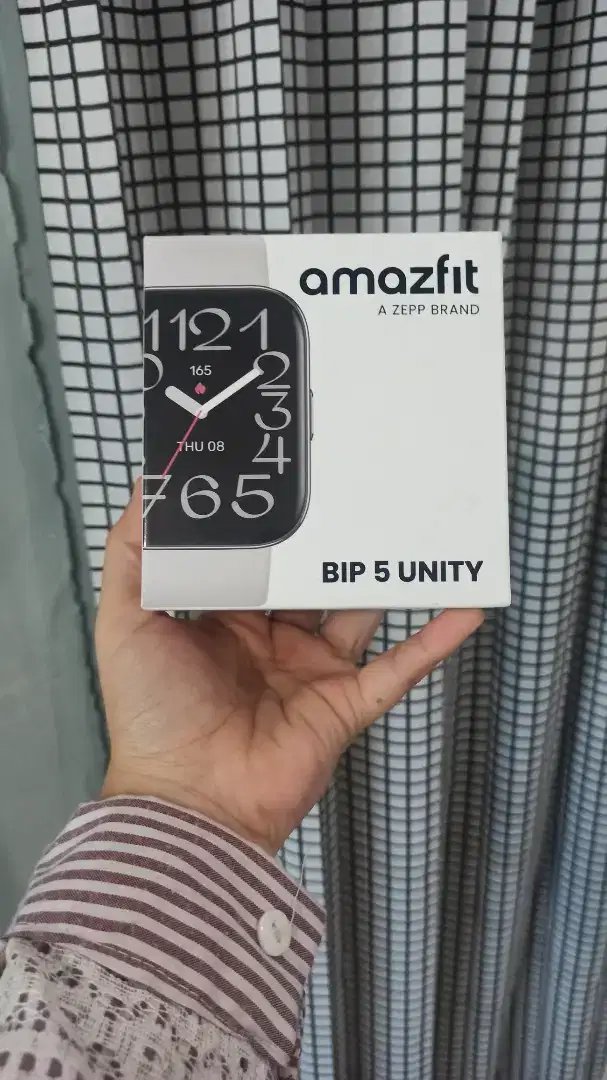 amazfit
A ZEPP BRAND
11 12 1
2
165
3
THU 08
4
7 6 5
BIP 5 UNITY